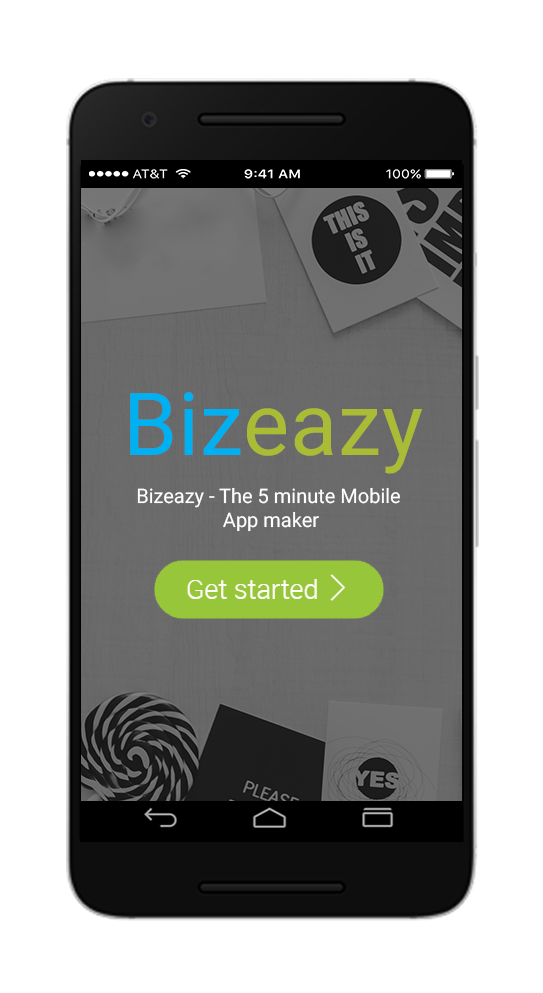 AT&T 9:41 AM 100%
THIS
IS
IT
Bizeazy
Bizeazy - The 5 minute Mobile
App maker
Get started
PLEASE
YES